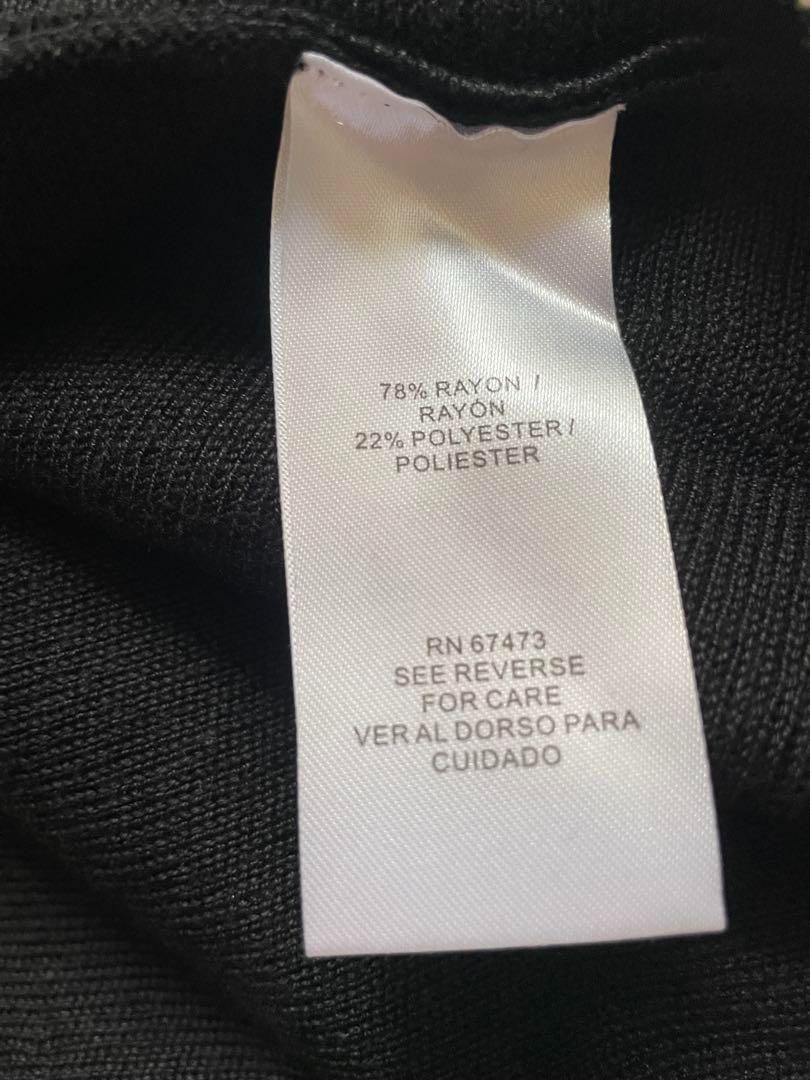 78% RAYON /
RAYÓN
22% POLYESTER /
POLIESTER
RN 67473
SEE REVERSE
FOR CARE
VER AL DORSO PARA
CUIDADO